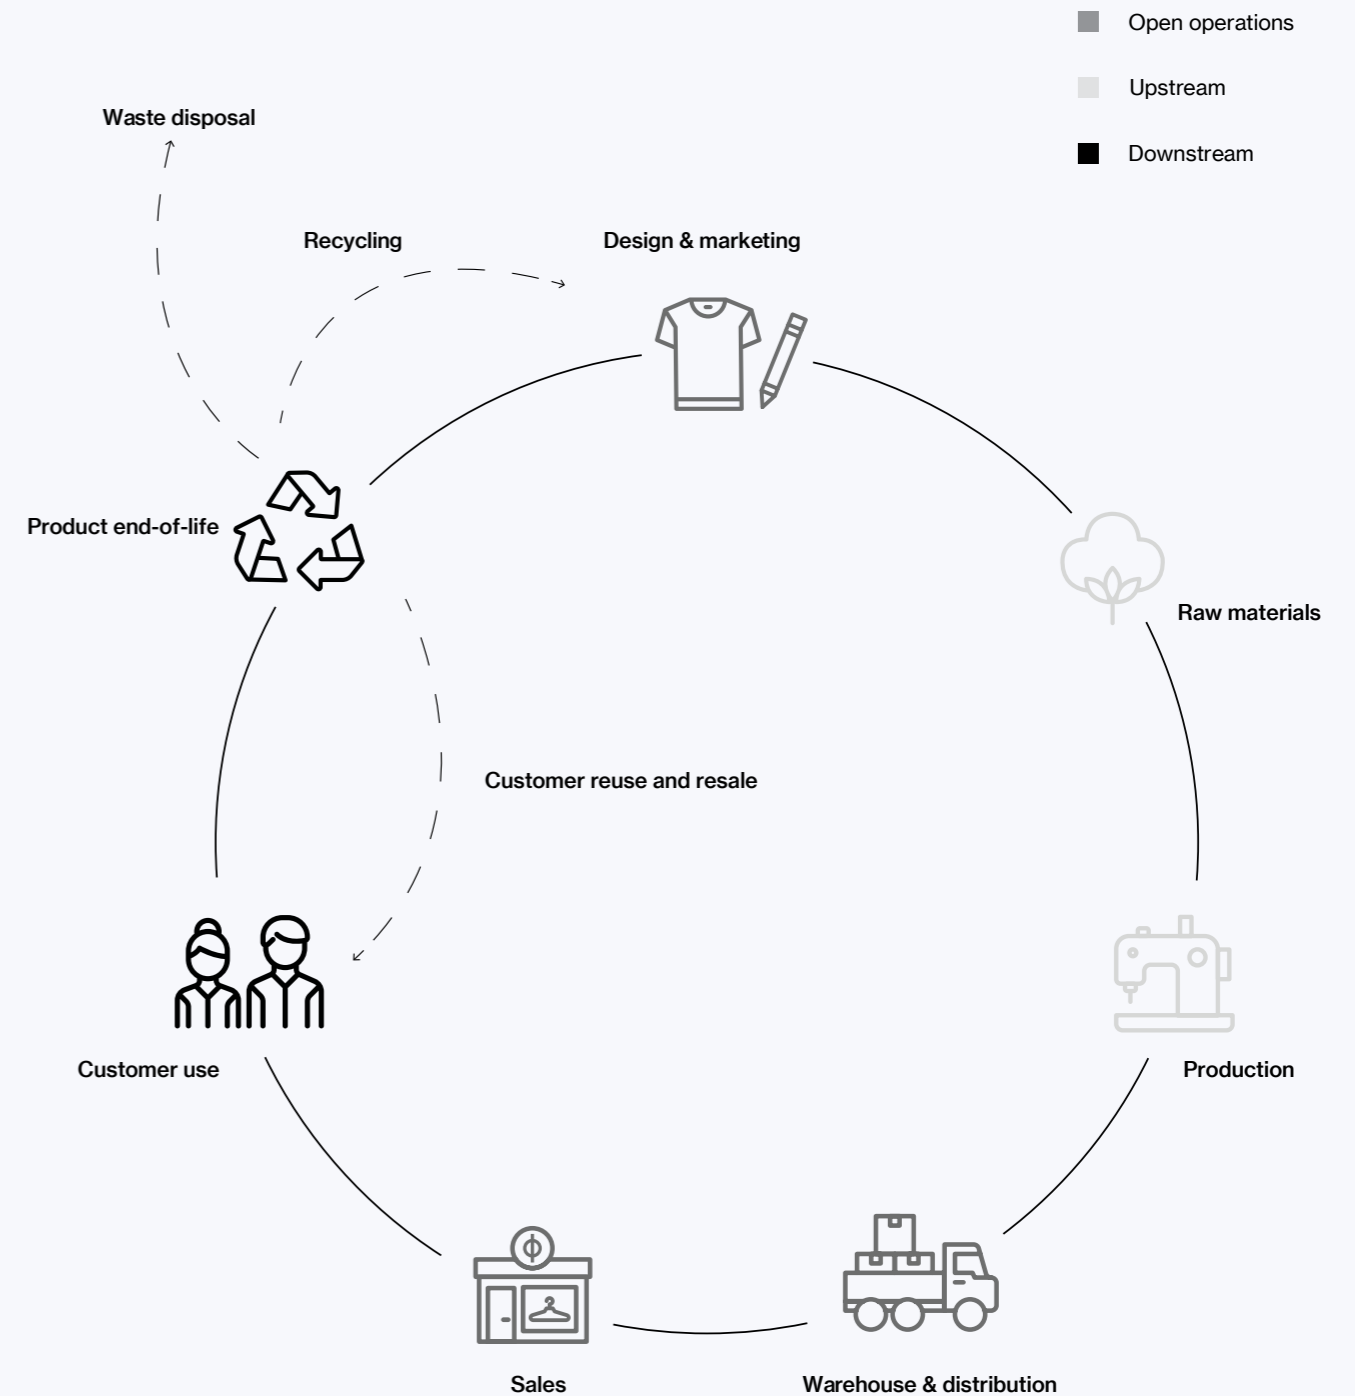 Open operations
Upstream
Downstream
Waste disposal
Recycling
Design & marketing
Product end-of-life
Raw materials
Customer reuse and resale
Customer use
Production
Sales
Warehouse & distribution